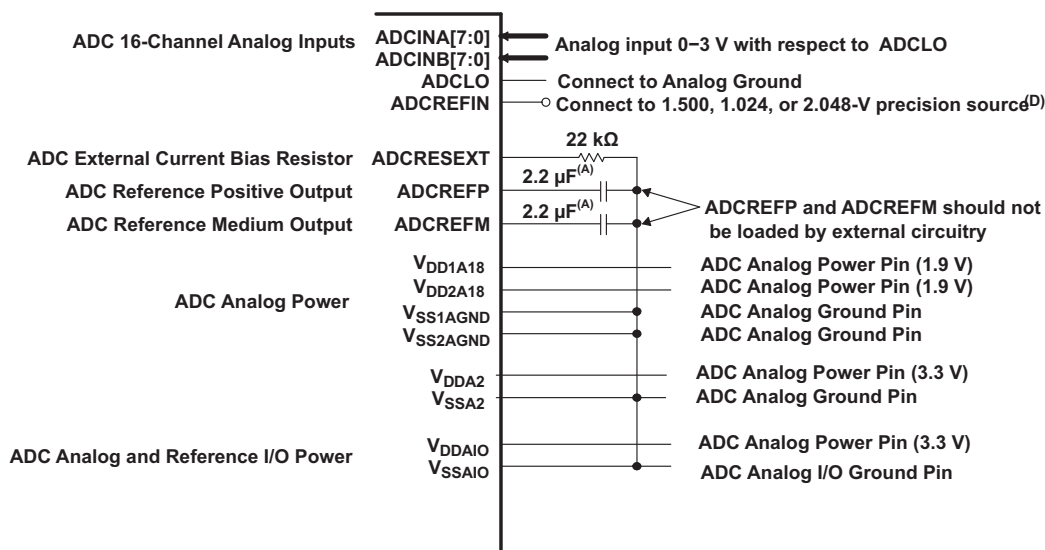 ADC 16-Channel Analog Inputs
ADCINA[7:0]
ADCINB[7:0]
Analog input 0−3 V with respect to ADCLO
ADCLO
Connect to Analog Ground
ADCREFIN
Connect to 1.500, 1.024, or 2.048-V precision source(D)
22 kΩ
ADC External Current Bias Resistor
ADCRESEXT
2.2 µF(A)
ADC Reference Positive Output
ADCREFP
2.2 µF(A)
ADC Reference Medium Output
ADCREFM
ADCREFP and ADCREFM should not
be loaded by external circuitry
VDD1A18
ADC Analog Power Pin (1.9 V)
VDD2A18
ADC Analog Power Pin (1.9 V)
ADC Analog Power
VSS1AGND
ADC Analog Ground Pin
VSS2AGND
ADC Analog Ground Pin
VDDA2
ADC Analog Power Pin (3.3 V)
VSSA2
ADC Analog Ground Pin
ADC Analog and Reference I/O Power
VDDAIO
ADC Analog Power Pin (3.3 V)
VSSAIO
ADC Analog I/O Ground Pin